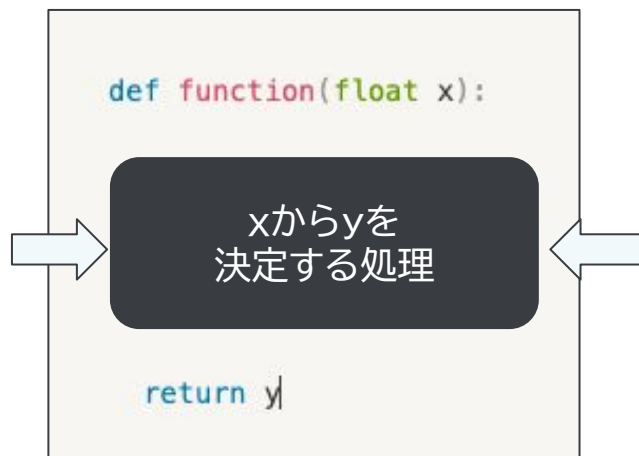 def function(float x):
xからyを
決定する処理
return y